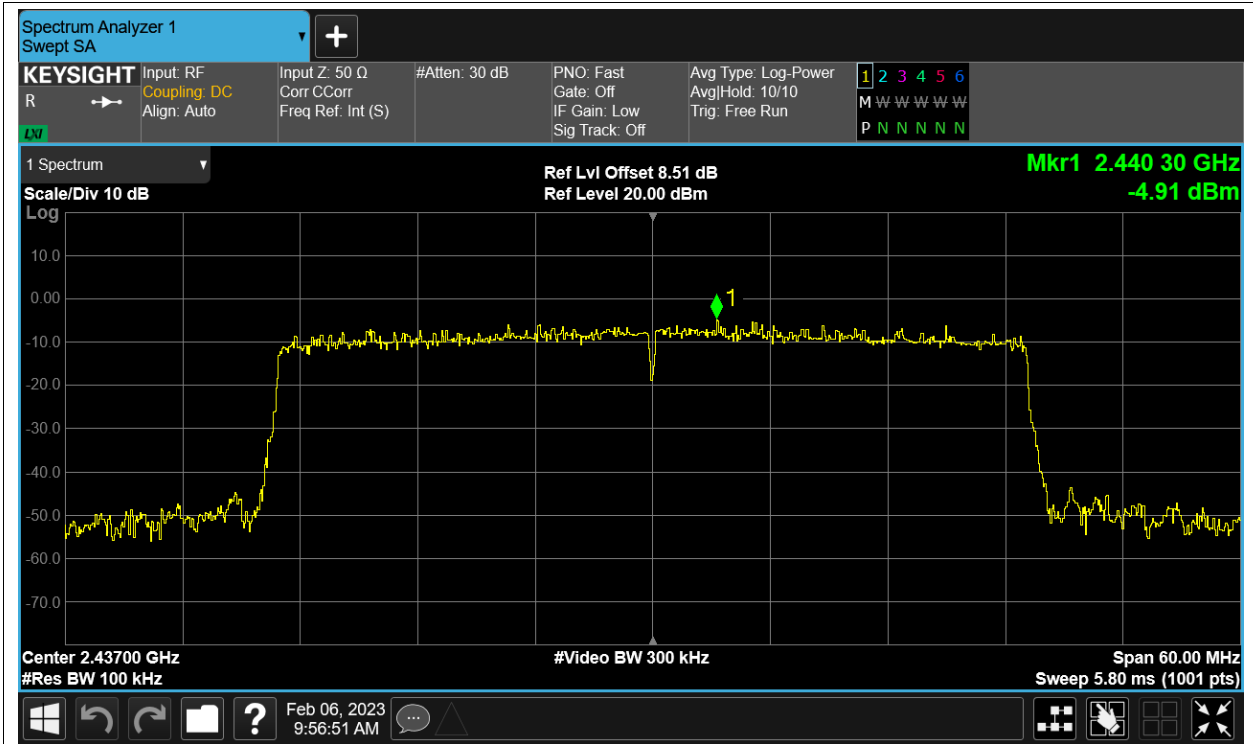 Spectrum Analyzer 1
Swept SA
+
KEYSIGHT
R
LXI
Input: RF
Coupling: DC
Align: Auto
Input Z: 50 Ω
Corr CCorr
Freq Ref: Int (S)
#Atten: 30 dB
PNO: Fast
Gate: Off
IF Gain: Low
Sig Track: Off
Avg Type: Log-Power
Avg|Hold: 10/10
Trig: Free Run
1 2 3 4 5 6
M W W W W W
P N N N N N
1 Spectrum
Scale/Div 10 dB
Log
Ref Lvl Offset 8.51 dB
Ref Level 20.00 dBm
Mkr1 2.440 30 GHz
-4.91 dBm
10.0
0.00
1
-10.0
-20.0
-30.0
-40.0
-50.0
-60.0
-70.0
Center 2.43700 GHz
#Res BW 100 kHz
#Video BW 300 kHz
Span 60.00 MHz
Sweep 5.80 ms (1001 pts)
?
Feb 06, 2023
9:56:51 AM